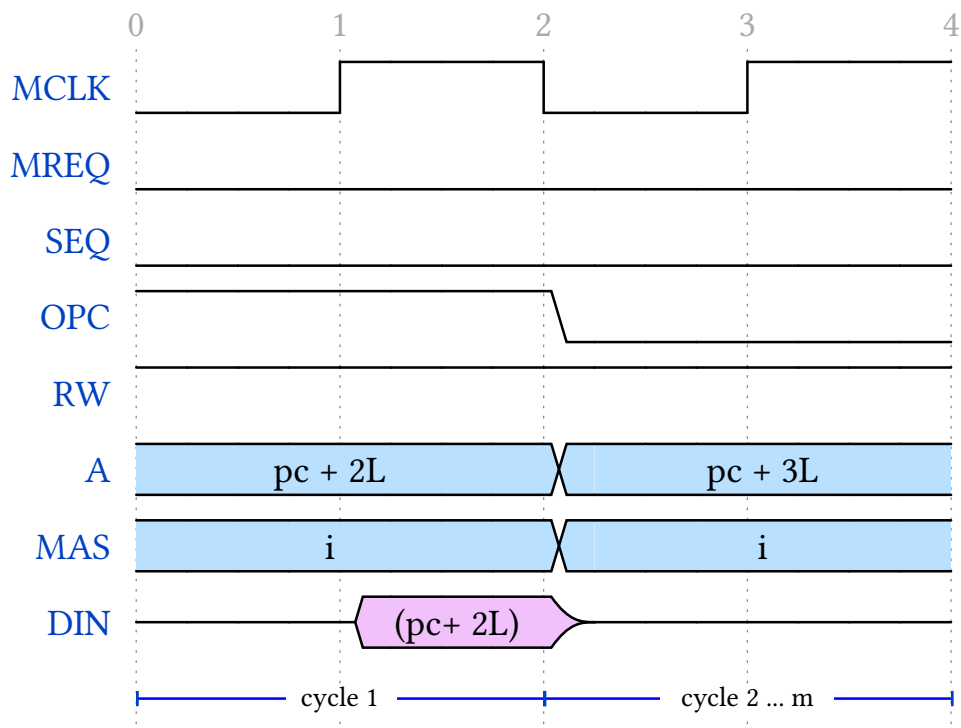 0 1 2 3 4
MCLK
MREQ
SEQ
OPC
RW
A pc + 2L pc + 3L
MAS i i
DIN (pc+ 2L)
cycle 1 cycle 2 ... m